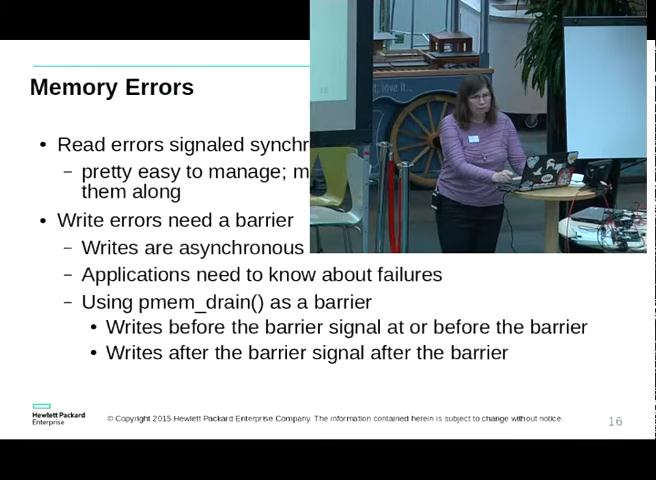 Memory Errors
• Read errors signaled synchr
– pretty easy to manage; m
them along
• Write errors need a barrier
– Writes are asynchronous
– Applications need to know about failures
– Using pmem_drain() as a barrier
• Writes before the barrier signal at or before the barrier
• Writes after the barrier signal after the barrier
Hewlett Packard
Enterprise
© Copyright 2015 Hewlett Packard Enterprise Company. The information contained herein is subject to change without notice.
16